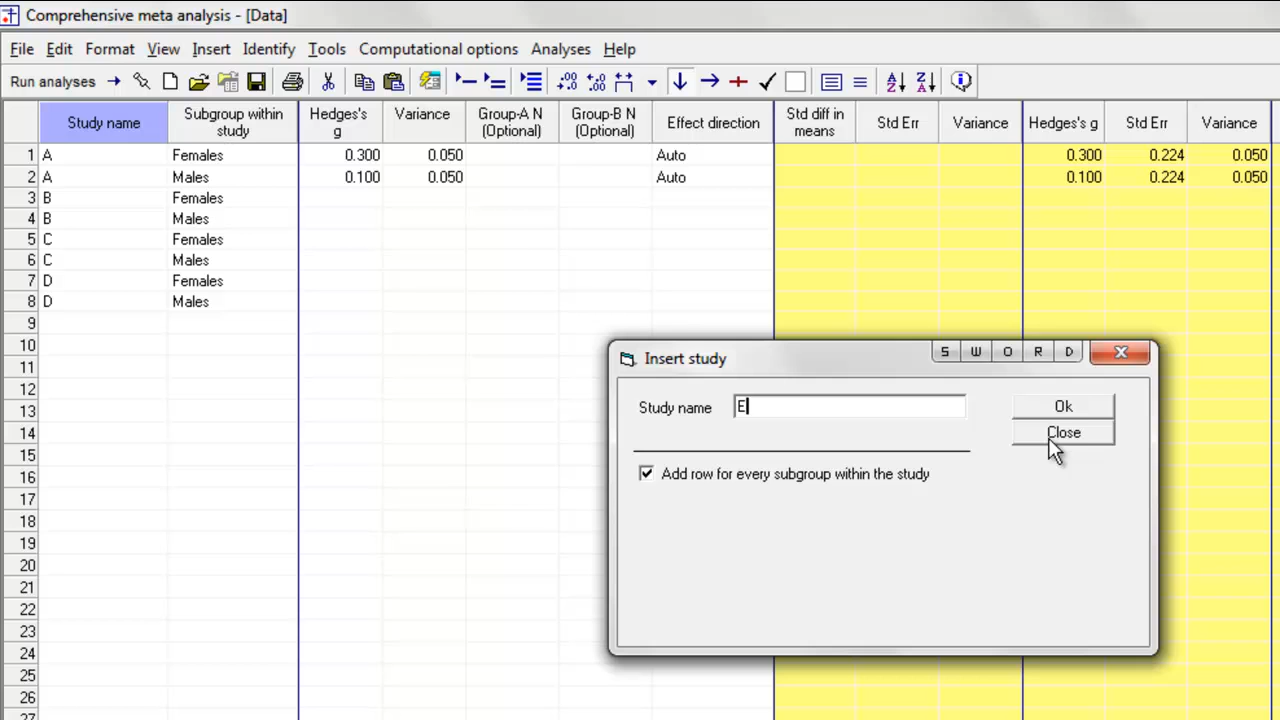 Comprehensive meta analysis - [Data]
File Edit Format View Insert Identify Tools Computational options Analyses Help
Run analyses
Study name Subgroup within study Hedges's g Variance Group-A N (Optional) Group-B N (Optional) Effect direction Std diff in means Std Err Variance Hedges's g Std Err Variance
1 A Females 0.300 0.050 Auto 0.300 0.224 0.050
2 A Males 0.100 0.050 Auto 0.100 0.224 0.050
3 B Females
4 B Males
5 C Females
6 C Males
7 D Females
8 D Males
9
10
11
12
13
14
15
16
17
18
19
20
21
22
23
24
25
26
27
Insert study S W O R D X
Study name E Ok
Close
Add row for every subgroup within the study